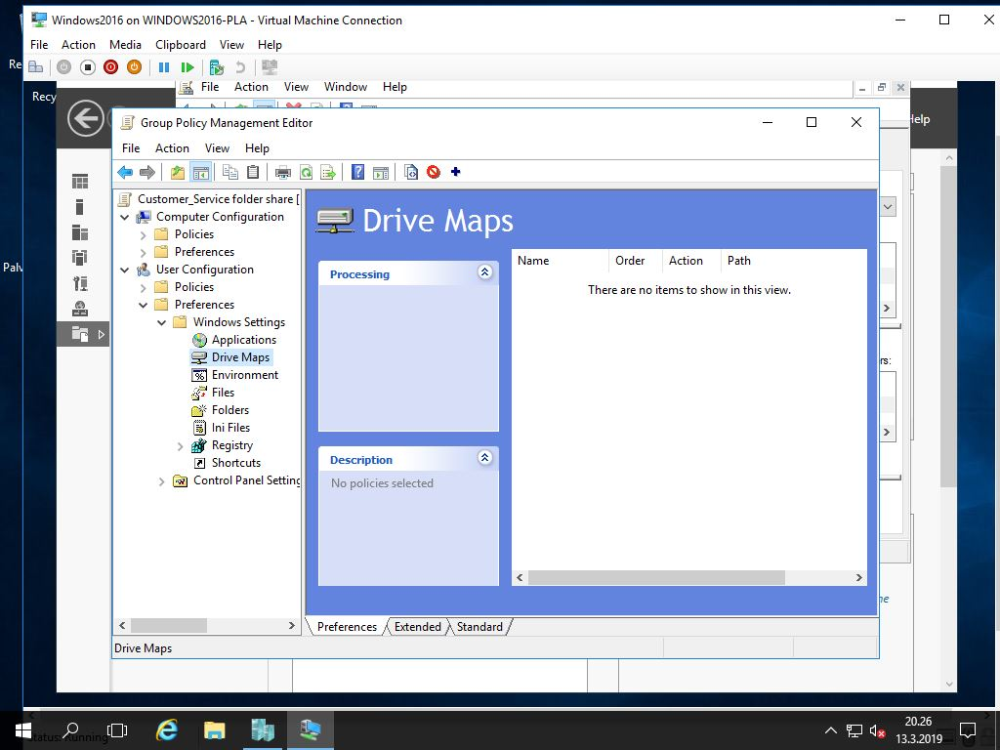 Windows2016 on WINDOWS2016-PLA - Virtual Machine Connection
File Action Media Clipboard View Help
Re
Recy
File Action View Window Help
Help
Group Policy Management Editor
File Action View Help
Customer_Service folder share [
Computer Configuration
Policies
Preferences
User Configuration
Policies
Preferences
Windows Settings
Applications
Drive Maps
Environment
Files
Folders
Ini Files
Registry
Shortcuts
Control Panel Setting
Drive Maps
Processing
Description
No policies selected
Name Order Action Path
There are no items to show in this view.
Palv
rs:
ne
Preferences Extended Standard
Drive Maps
Status: Running
20.26
13.3.2019